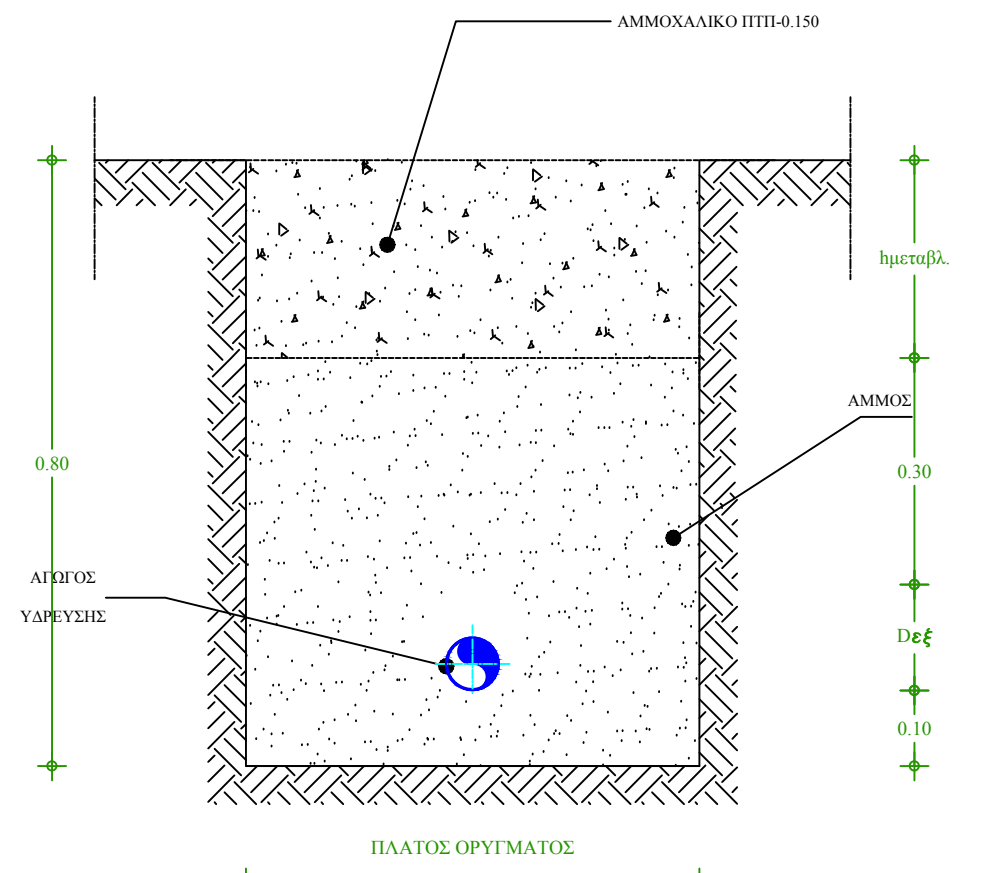 ΑΜΜΟΧΑΛΙΚΟ ΠΤΠ-0.150
hμεταβλ.
ΑΜΜΟΣ
0.80
0.30
ΑΓΩΓΟΣ
ΥΔΡΕΥΣΗΣ
Dεξ
0.10
ΠΛΑΤΟΣ ΟΡΥΓΜΑΤΟΣ